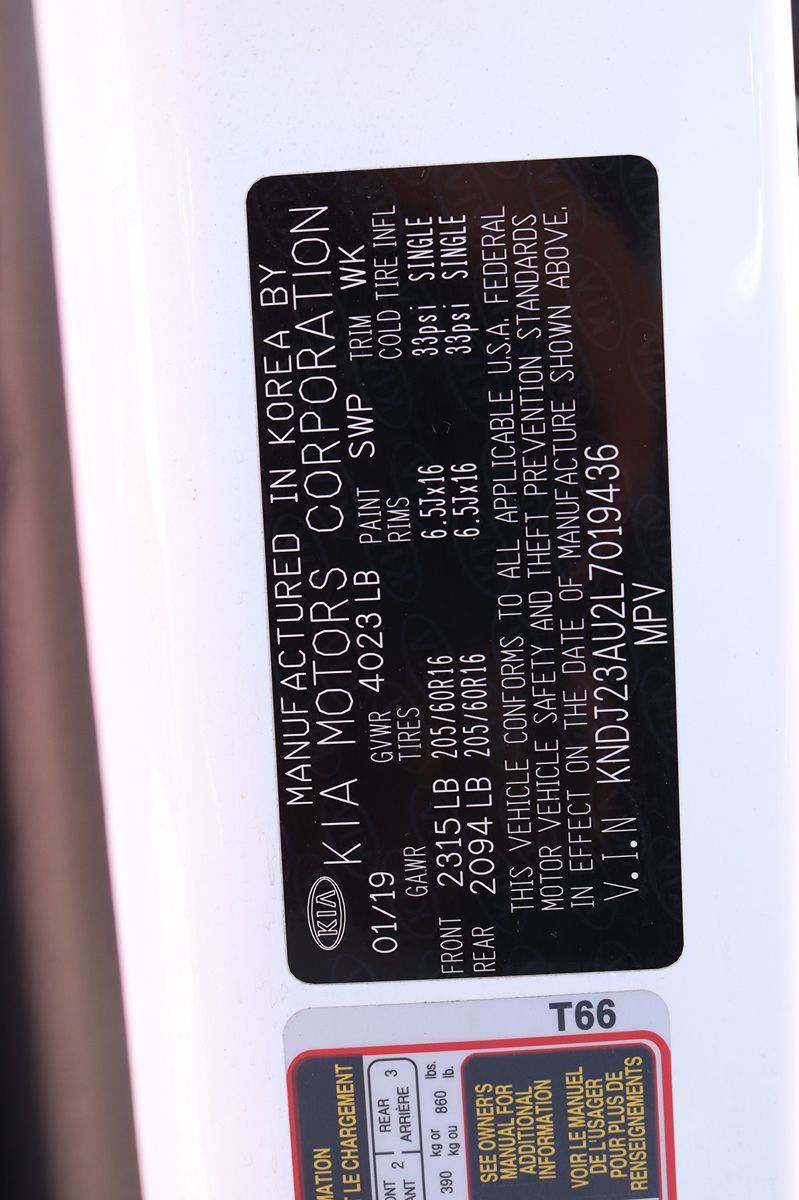 MANUFACTURED IN KOREA BY
KIA KIA MOTORS CORPORATION
01/19 GVWR 4023 LB PAINT SWP TRIM WK
GAWR TIRES RIMS COLD TIRE INFL
FRONT 2315 LB 205/60R16 6.5Jx16 33psi SINGLE
REAR 2094 LB 205/60R16 6.5Jx16 33psi SINGLE
THIS VEHICLE CONFORMS TO ALL APPLICABLE U.S.A. FEDERAL
MOTOR VEHICLE SAFETY AND THEFT PREVENTION STANDARDS
IN EFFECT ON THE DATE OF MANUFACTURE SHOWN ABOVE.
V.I.N KNDJ23AU2L7019436
MPV
T66
MATION
T LE CHARGEMENT
ONT 2 REAR 3
ANT ARRIÈRE
390 kg or 860 lbs.
kg ou lb.
SEE OWNER'S
MANUAL FOR
ADDITIONAL
INFORMATION
VOIR LE MANUEL
DE L'USAGER
POUR PLUS DE
RENSEIGNEMENTS